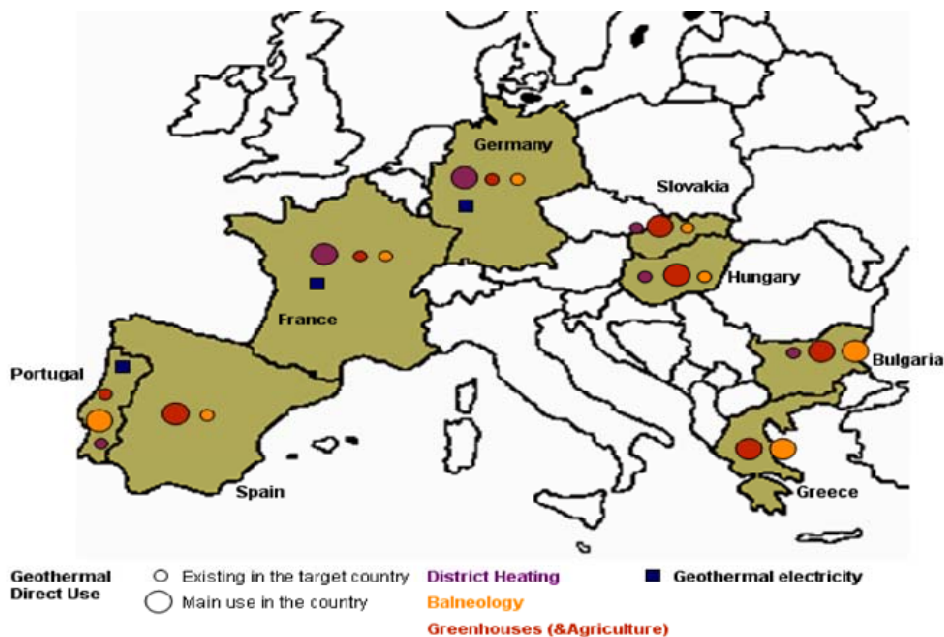 Germany
Slovakia
Hungary
France
Portugal
Bulgaria
Spain
Greece
Geothermal
Direct Use
Existing in the target country
Main use in the country
District Heating
Balneology
Greenhouses (&Agriculture)
Geothermal electricity